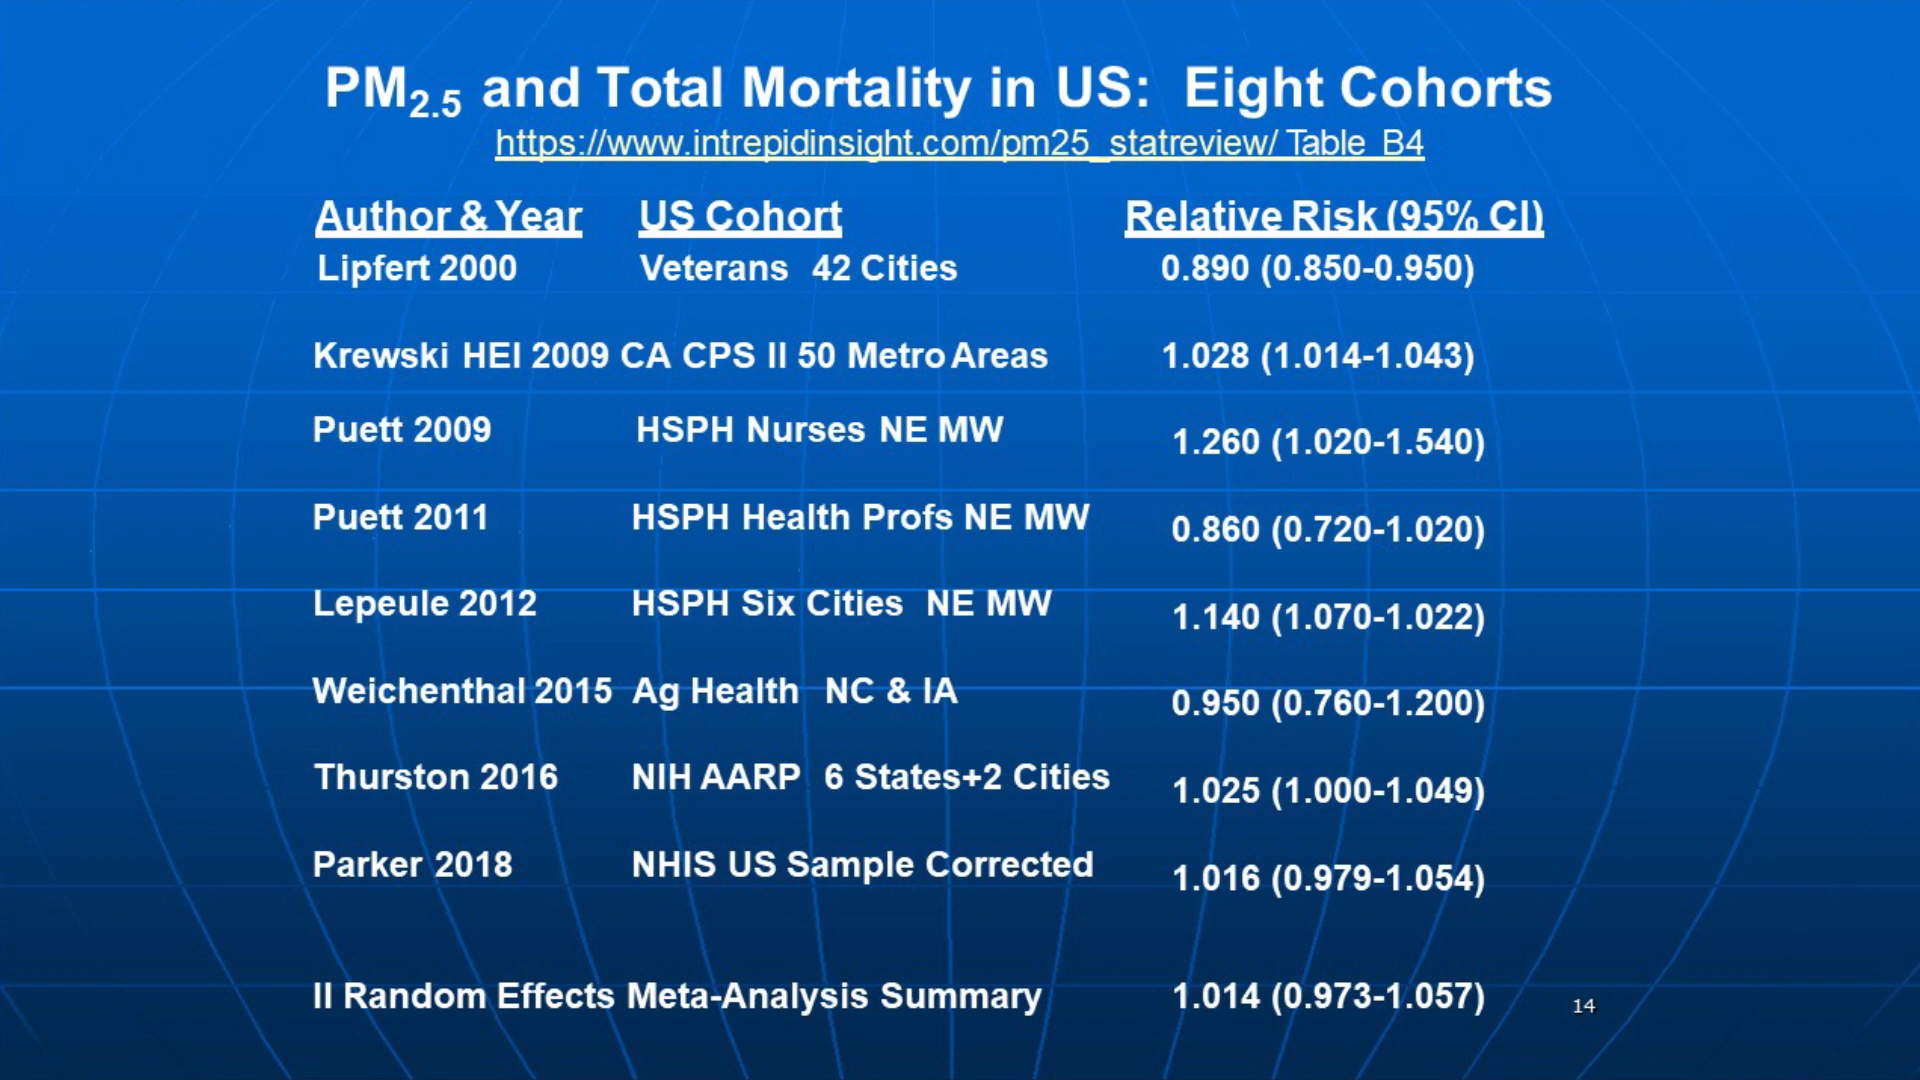 PM2.5 and Total Mortality in US: Eight Cohorts
https://www.intrepidinsight.com/pm25_statreview/ Table B4
Author & Year US Cohort Relative Risk (95% CI)
Lipfert 2000 Veterans 42 Cities 0.890 (0.850-0.950)
Krewski HEI 2009 CA CPS II 50 Metro Areas 1.028 (1.014-1.043)
Puett 2009 HSPH Nurses NE MW 1.260 (1.020-1.540)
Puett 2011 HSPH Health Profs NE MW 0.860 (0.720-1.020)
Lepeule 2012 HSPH Six Cities NE MW 1.140 (1.070-1.022)
Weichenthal 2015 Ag Health NC & IA 0.950 (0.760-1.200)
Thurston 2016 NIH AARP 6 States+2 Cities 1.025 (1.000-1.049)
Parker 2018 NHIS US Sample Corrected 1.016 (0.979-1.054)
II Random Effects Meta-Analysis Summary 1.014 (0.973-1.057)
14